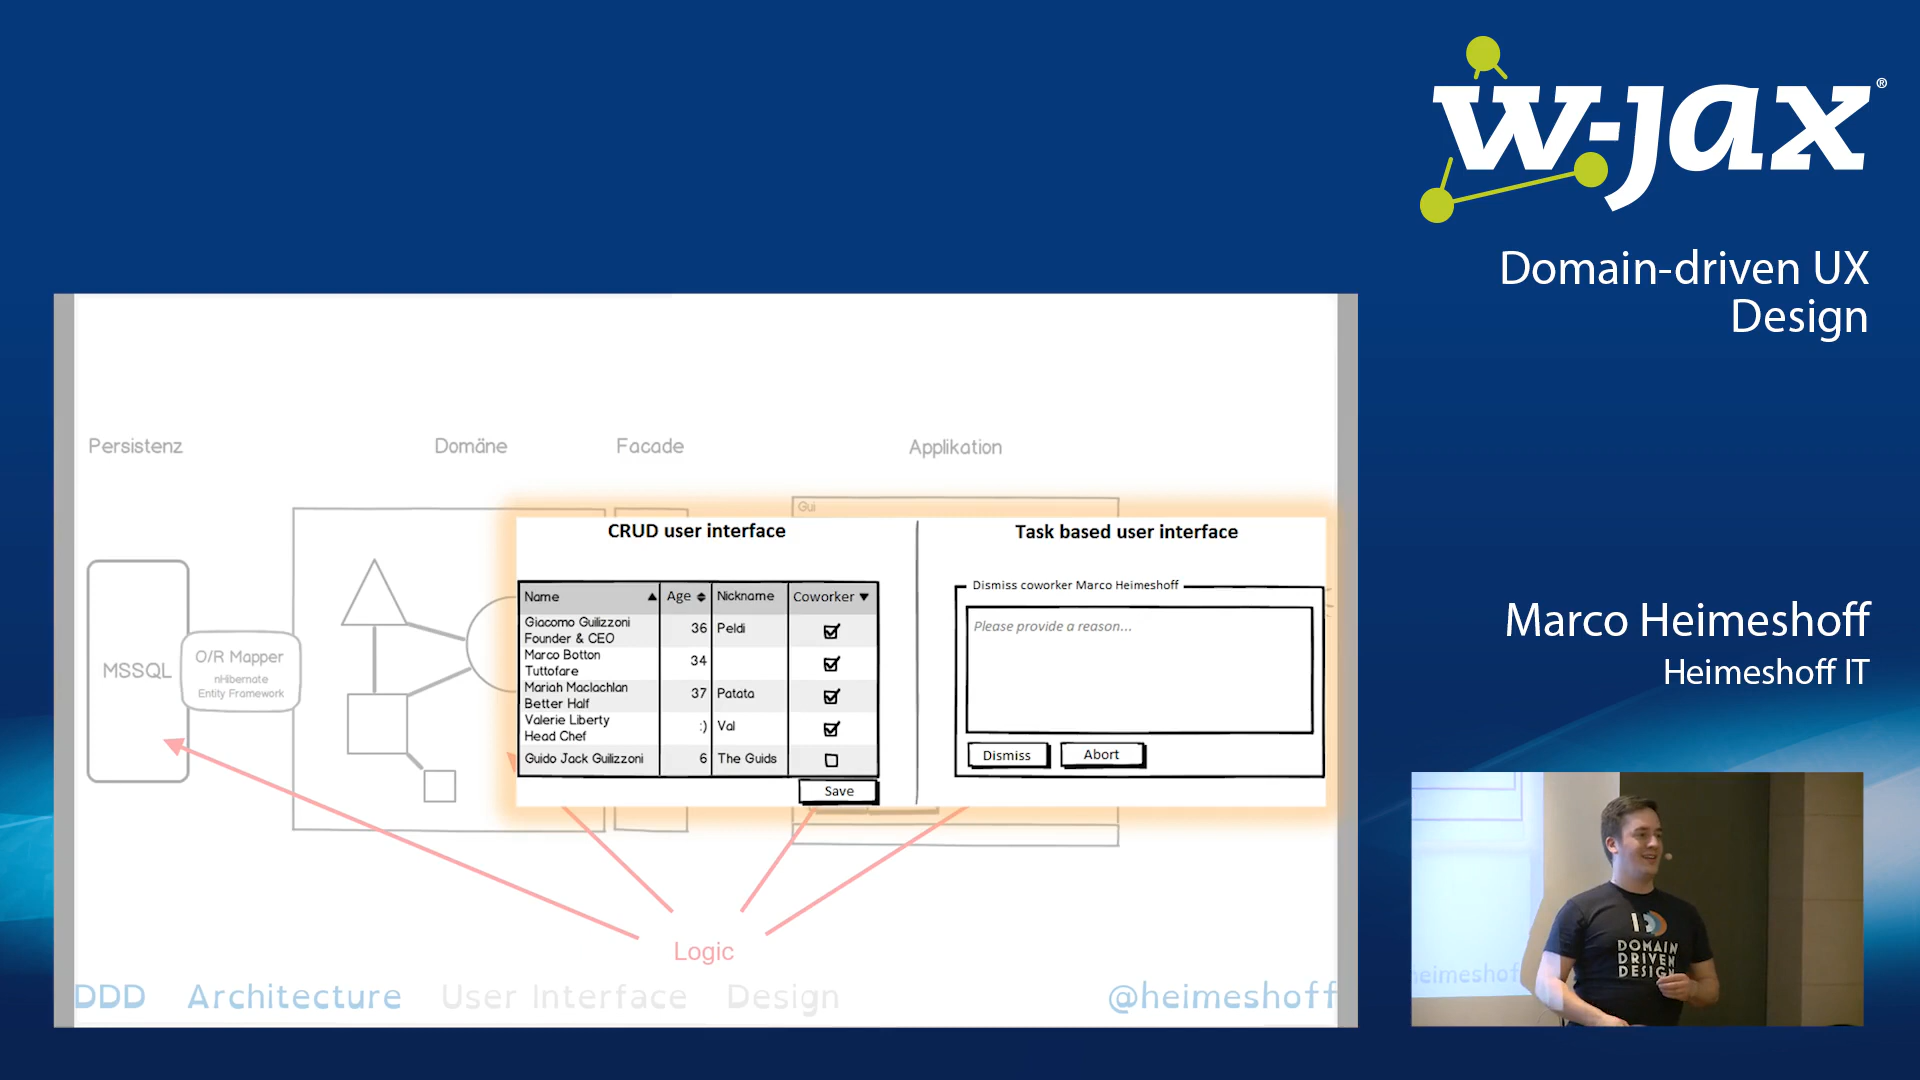 w-jax®
Domain-driven UX
Design
Persistenz
Domäne
Facade
Applikation
Gui
CRUD user interface
Task based user interface
Name
Age
Nickname
Coworker
Giacomo Guilizzoni
Founder & CEO
36
Peldi
Marco Botton
Tuttofare
34
Mariah Maclachlan
Better Half
37
Patata
Valerie Liberty
Head Chef
:)
Val
Guido Jack Guilizzoni
6
The Guids
Save
Dismiss coworker Marco Heimeshoff
Please provide a reason...
Dismiss
Abort
MSSQL
O/R Mapper
nHibernate
Entity Framework
Logic
DDD Architecture User Interface Design @heimeshoff
Marco Heimeshoff
Heimeshoff IT
DOMAIN
DRIVEN
DESIGN
heimeshof